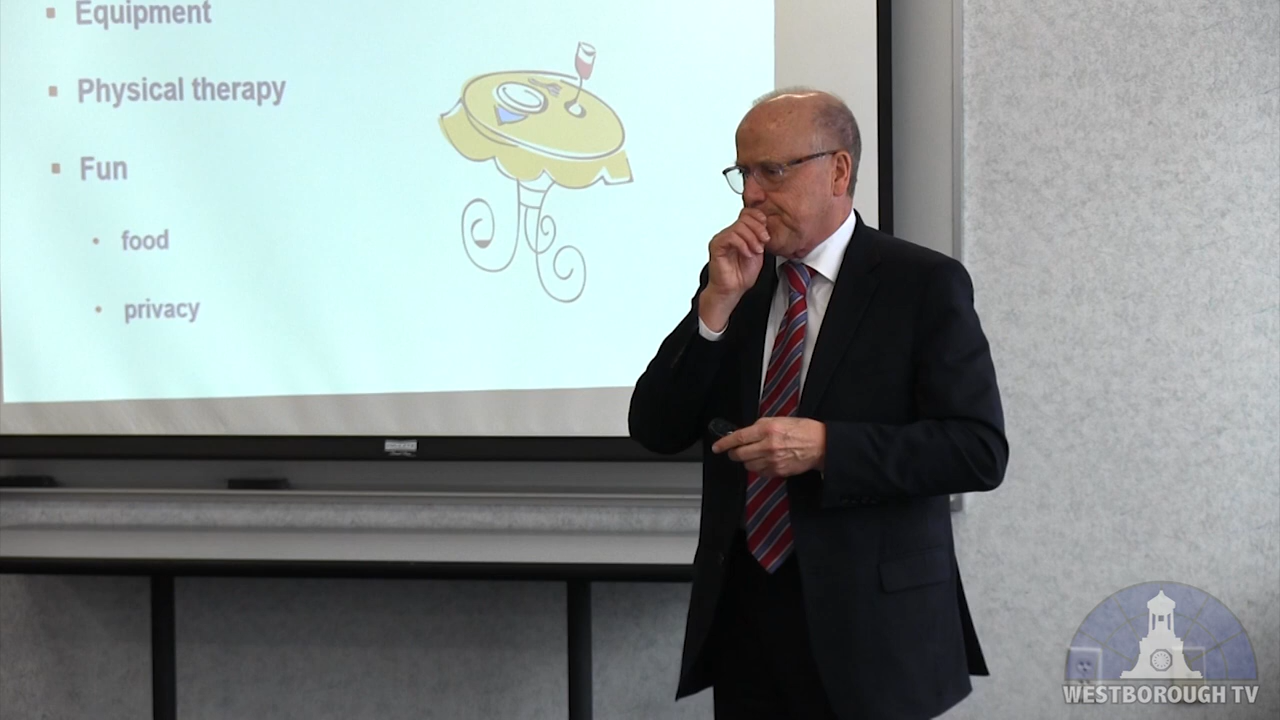 Equipment
Physical therapy
Fun
food
privacy
WESTBOROUGH TV